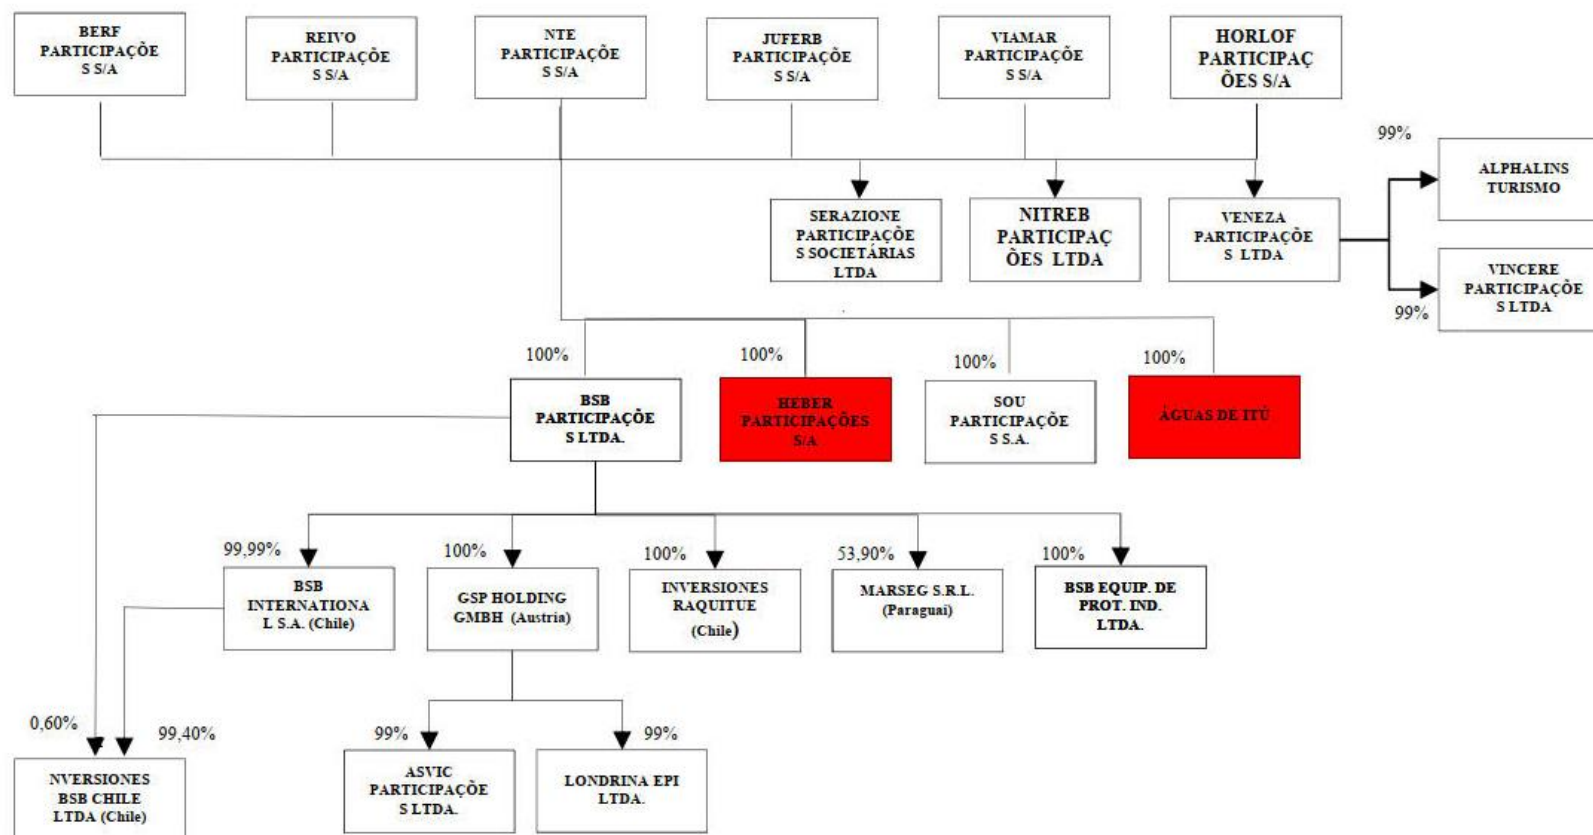 BERF
PARTICIPAÇÕE
S S/A
REIVO
PARTICIPAÇÕE
S S/A
NTE
PARTICIPAÇÕE
S S/A
JUFERB
PARTICIPAÇÕE
S S/A
VIAMAR
PARTICIPAÇÕE
S S/A
HORLOF
PARTICIPAÇ
ÕES S/A
99%
ALPHALINS
TURISMO
SERAZIONE
PARTICIPAÇÕE
S SOCIETÁRIAS
LTDA
NITREB
PARTICIPAÇ
ÕES LTDA
VENEZA
PARTICIPAÇÕE
S LTDA
VINCERE
PARTICIPAÇÕE
S LTDA
99%
100%
100%
100%
100%
BSB
PARTICIPAÇÕE
S LTDA.
HEBER
PARTICIPAÇÕES
S/A
SOU
PARTICIPAÇÕE
S S.A.
ÁGUAS DE ITÚ
99,99%
100%
100%
53,90%
100%
BSB
INTERNATIONA
L S.A. (Chile)
GSP HOLDING
GMBH (Austria)
INVERSIONES
RAQUITUE
(Chile)
MARSEG S.R.L.
(Paraguai)
BSB EQUIP. DE
PROT. IND.
LTDA.
0,60%
99,40%
99%
99%
NVERSIONES
BSB CHILE
LTDA (Chile)
ASVIC
PARTICIPAÇÕE
S LTDA.
LONDRINA EPI
LTDA.